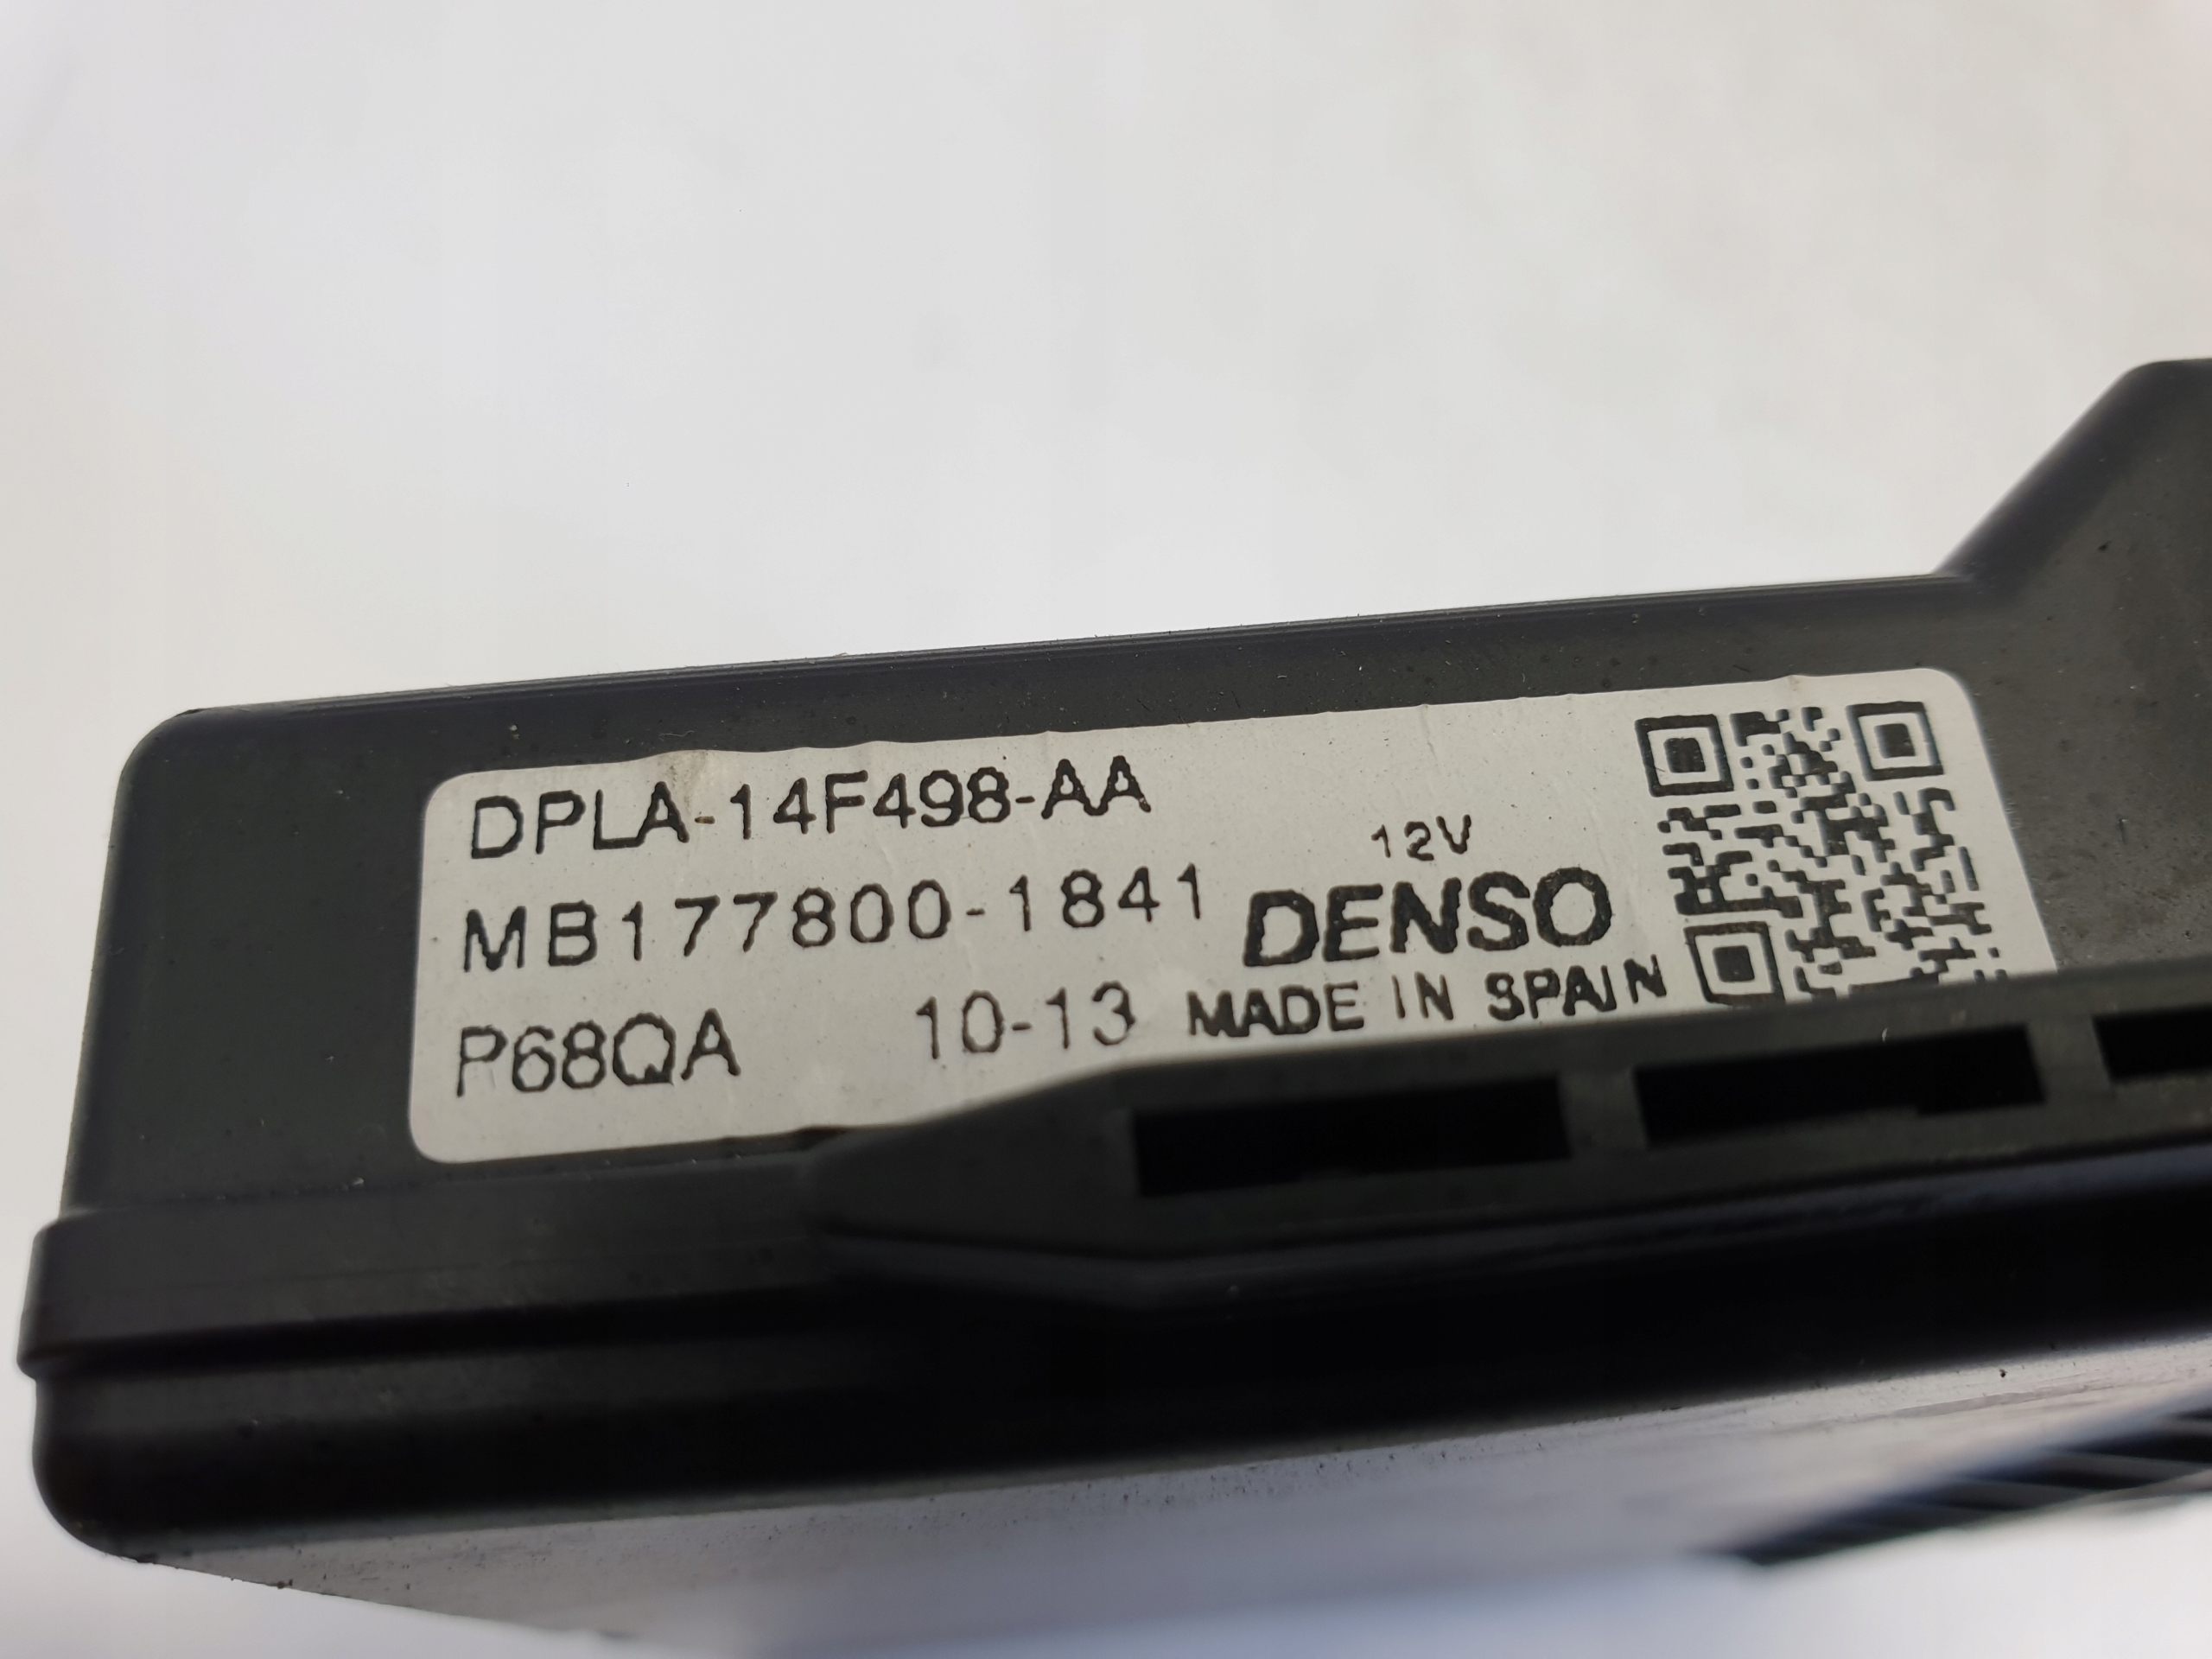 DPLA-14F498-AA
MB177800-1841
12V
DENSO
P68QA 10-13 MADE IN SPAIN